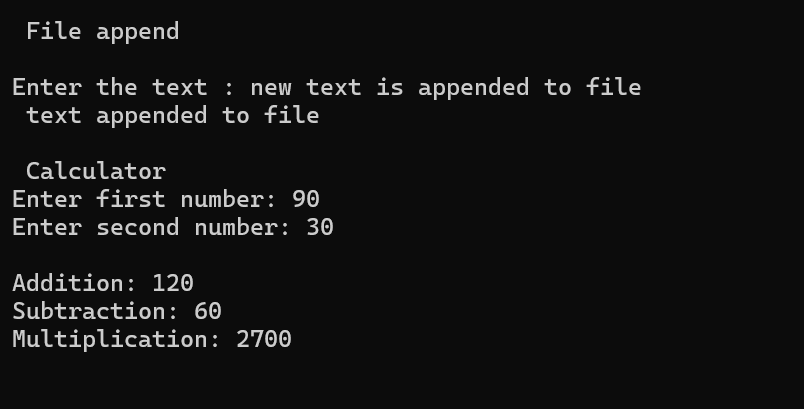 File append
Enter the text : new text is appended to file
text appended to file
Calculator
Enter first number: 90
Enter second number: 30
Addition: 120
Subtraction: 60
Multiplication: 2700